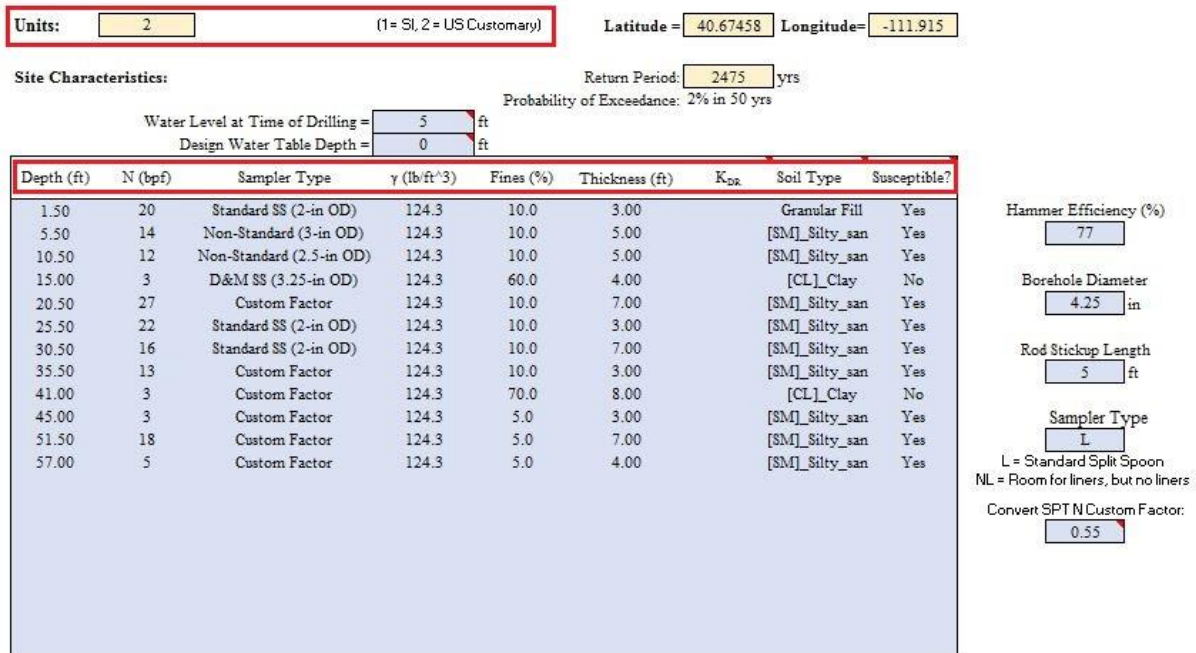 Units: 2 (1= SI, 2 = US Customary) Latitude = 40.67458 Longitude= -111.915
Site Characteristics: Return Period: 2475 yrs
Probability of Exceedance: 2% in 50 yrs
Water Level at Time of Drilling = 5 ft
Design Water Table Depth = 0 ft
Depth (ft) N (bpf) Sampler Type γ (lb/ft^3) Fines (%) Thickness (ft) K_DR Soil Type Susceptible?
1.50 20 Standard SS (2-in OD) 124.3 10.0 3.00 Granular Fill Yes
5.50 14 Non-Standard (3-in OD) 124.3 10.0 5.00 [SM]_Silty_san Yes
10.50 12 Non-Standard (2.5-in OD) 124.3 10.0 5.00 [SM]_Silty_san Yes
15.00 3 D&M SS (3.25-in OD) 124.3 60.0 4.00 [CL]_Clay No
20.50 27 Custom Factor 124.3 10.0 7.00 [SM]_Silty_san Yes
25.50 22 Standard SS (2-in OD) 124.3 10.0 3.00 [SM]_Silty_san Yes
30.50 16 Standard SS (2-in OD) 124.3 10.0 7.00 [SM]_Silty_san Yes
35.50 13 Custom Factor 124.3 10.0 3.00 [SM]_Silty_san Yes
41.00 3 Custom Factor 124.3 70.0 8.00 [CL]_Clay No
45.00 3 Custom Factor 124.3 5.0 3.00 [SM]_Silty_san Yes
51.50 18 Custom Factor 124.3 5.0 7.00 [SM]_Silty_san Yes
57.00 5 Custom Factor 124.3 5.0 4.00 [SM]_Silty_san Yes
Hammer Efficiency (%)
77
Borehole Diameter
4.25 in
Rod Stickup Length
5 ft
Sampler Type
L
L = Standard Split Spoon
NL = Room for liners, but no liners
Convert SPT N Custom Factor:
0.55